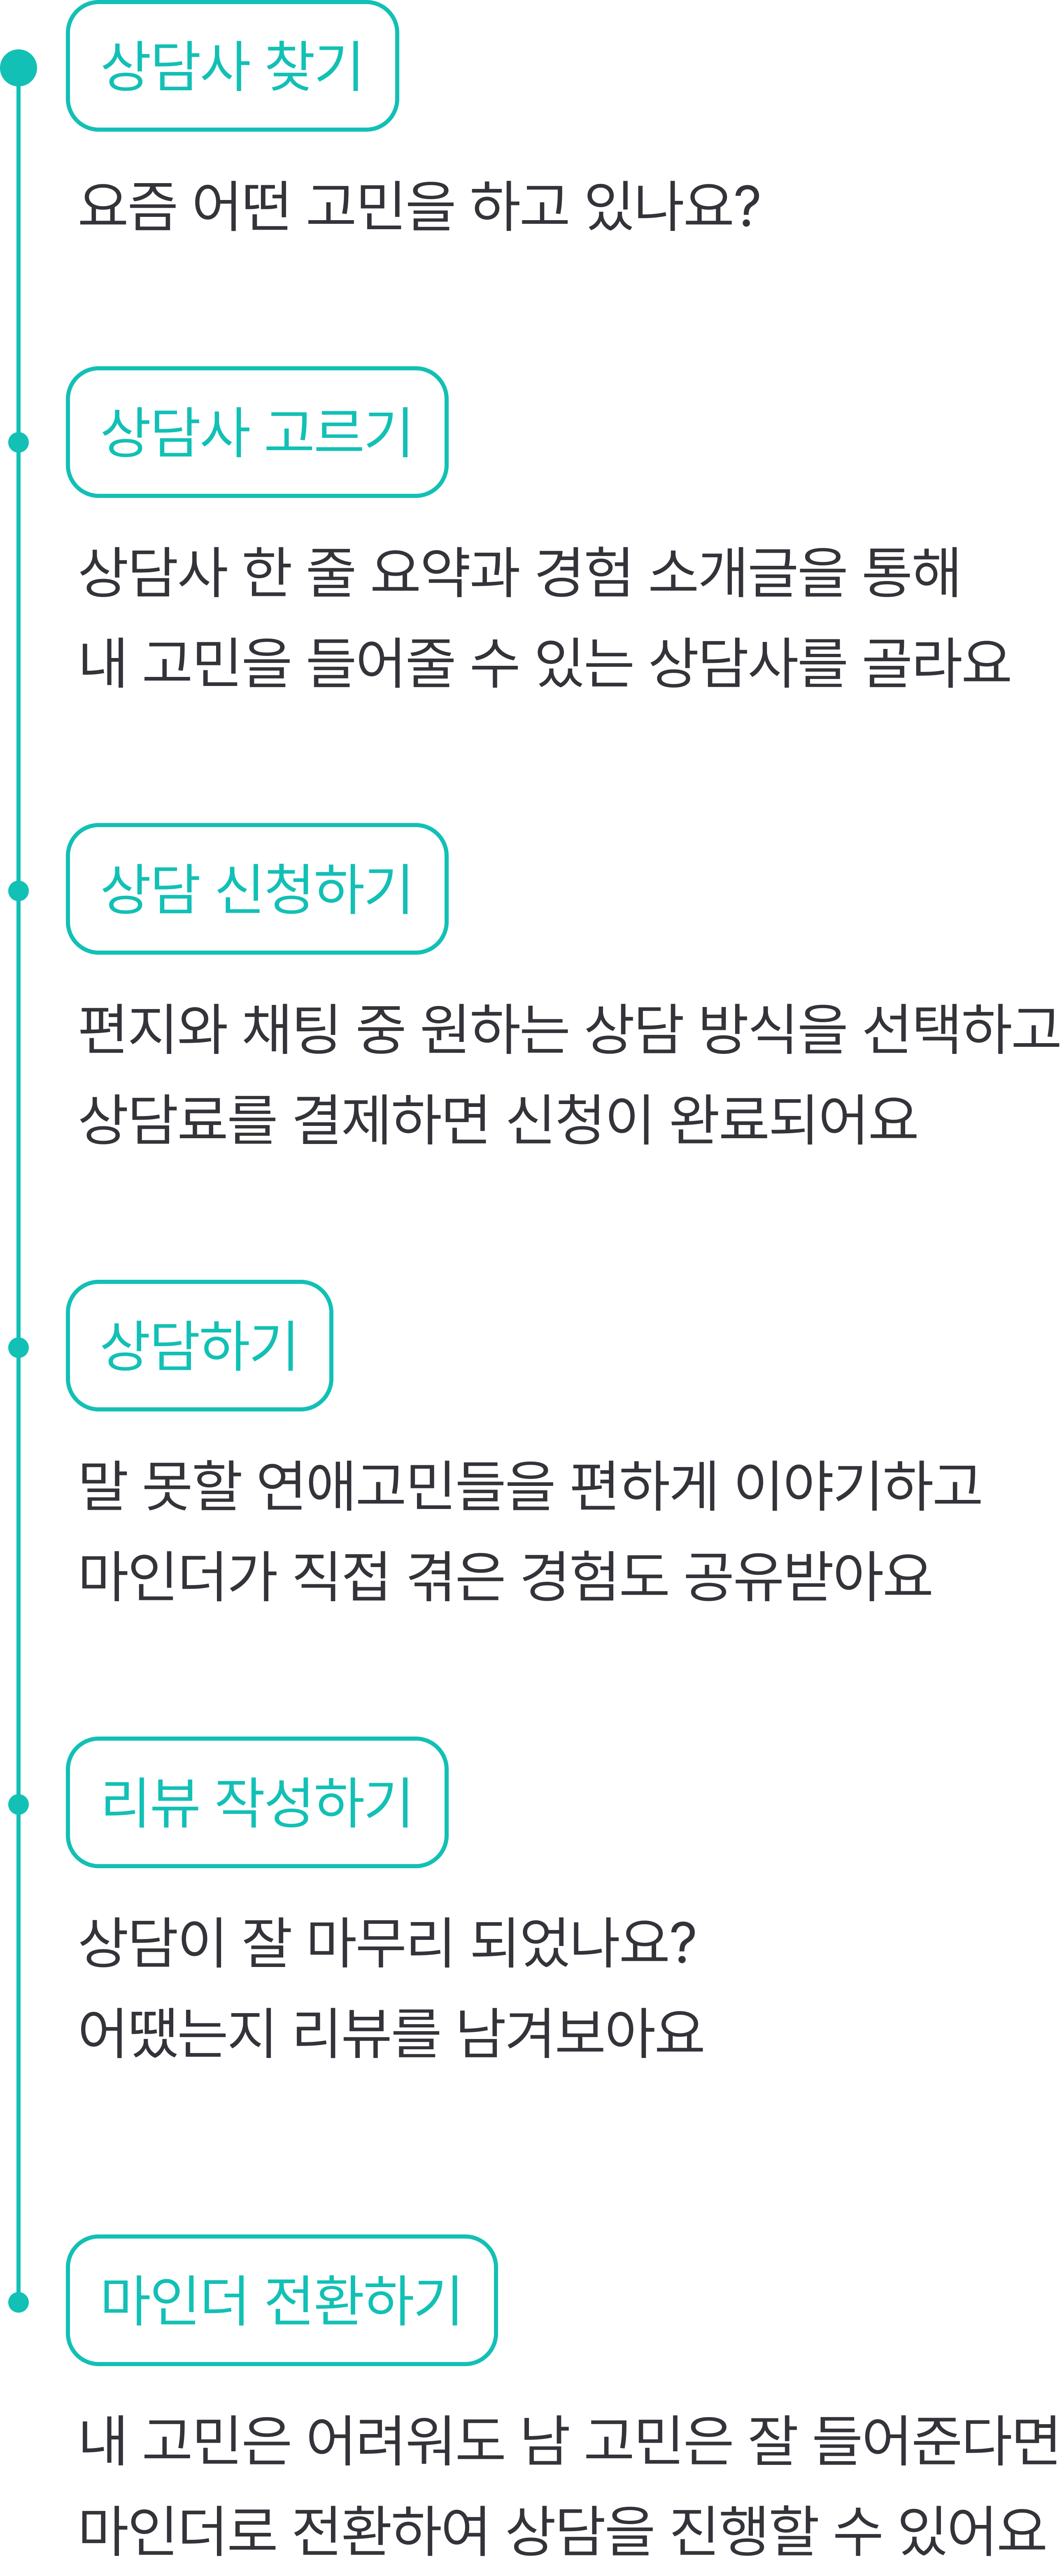 상담사 찾기
요즘 어떤 고민을 하고 있나요?
상담사 고르기
상담사 한 줄 요약과 경험 소개글을 통해
내 고민을 들어줄 수 있는 상담사를 골라요
상담 신청하기
편지와 채팅 중 원하는 상담 방식을 선택하고
상담료를 결제하면 신청이 완료되어요
상담하기
말 못할 연애고민들을 편하게 이야기하고
마인더가 직접 겪은 경험도 공유받아요
리뷰 작성하기
상담이 잘 마무리 되었나요?
어땠는지 리뷰를 남겨보아요
마인더 전환하기
내 고민은 어려워도 남 고민은 잘 들어준다면
마인더로 전환하여 상담을 진행할 수 있어요